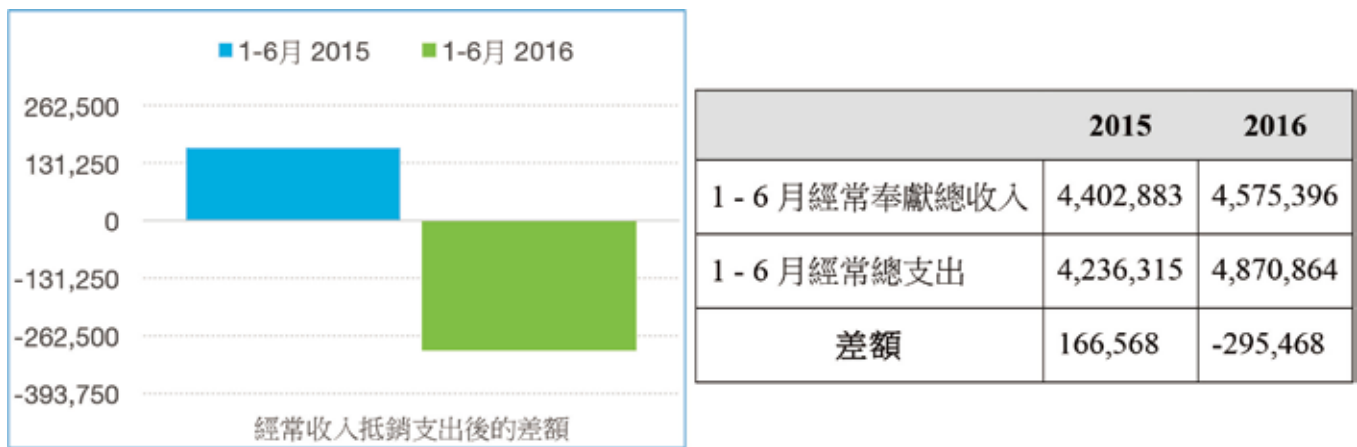 1-6月 2015 1-6月 2016
262,500
131,250
0
-131,250
-262,500
-393,750
經常收入抵銷支出後的差額
2015 2016
1 - 6 月經常奉獻總收入 4,402,883 4,575,396
1 - 6 月經常總支出 4,236,315 4,870,864
差額 166,568 -295,468